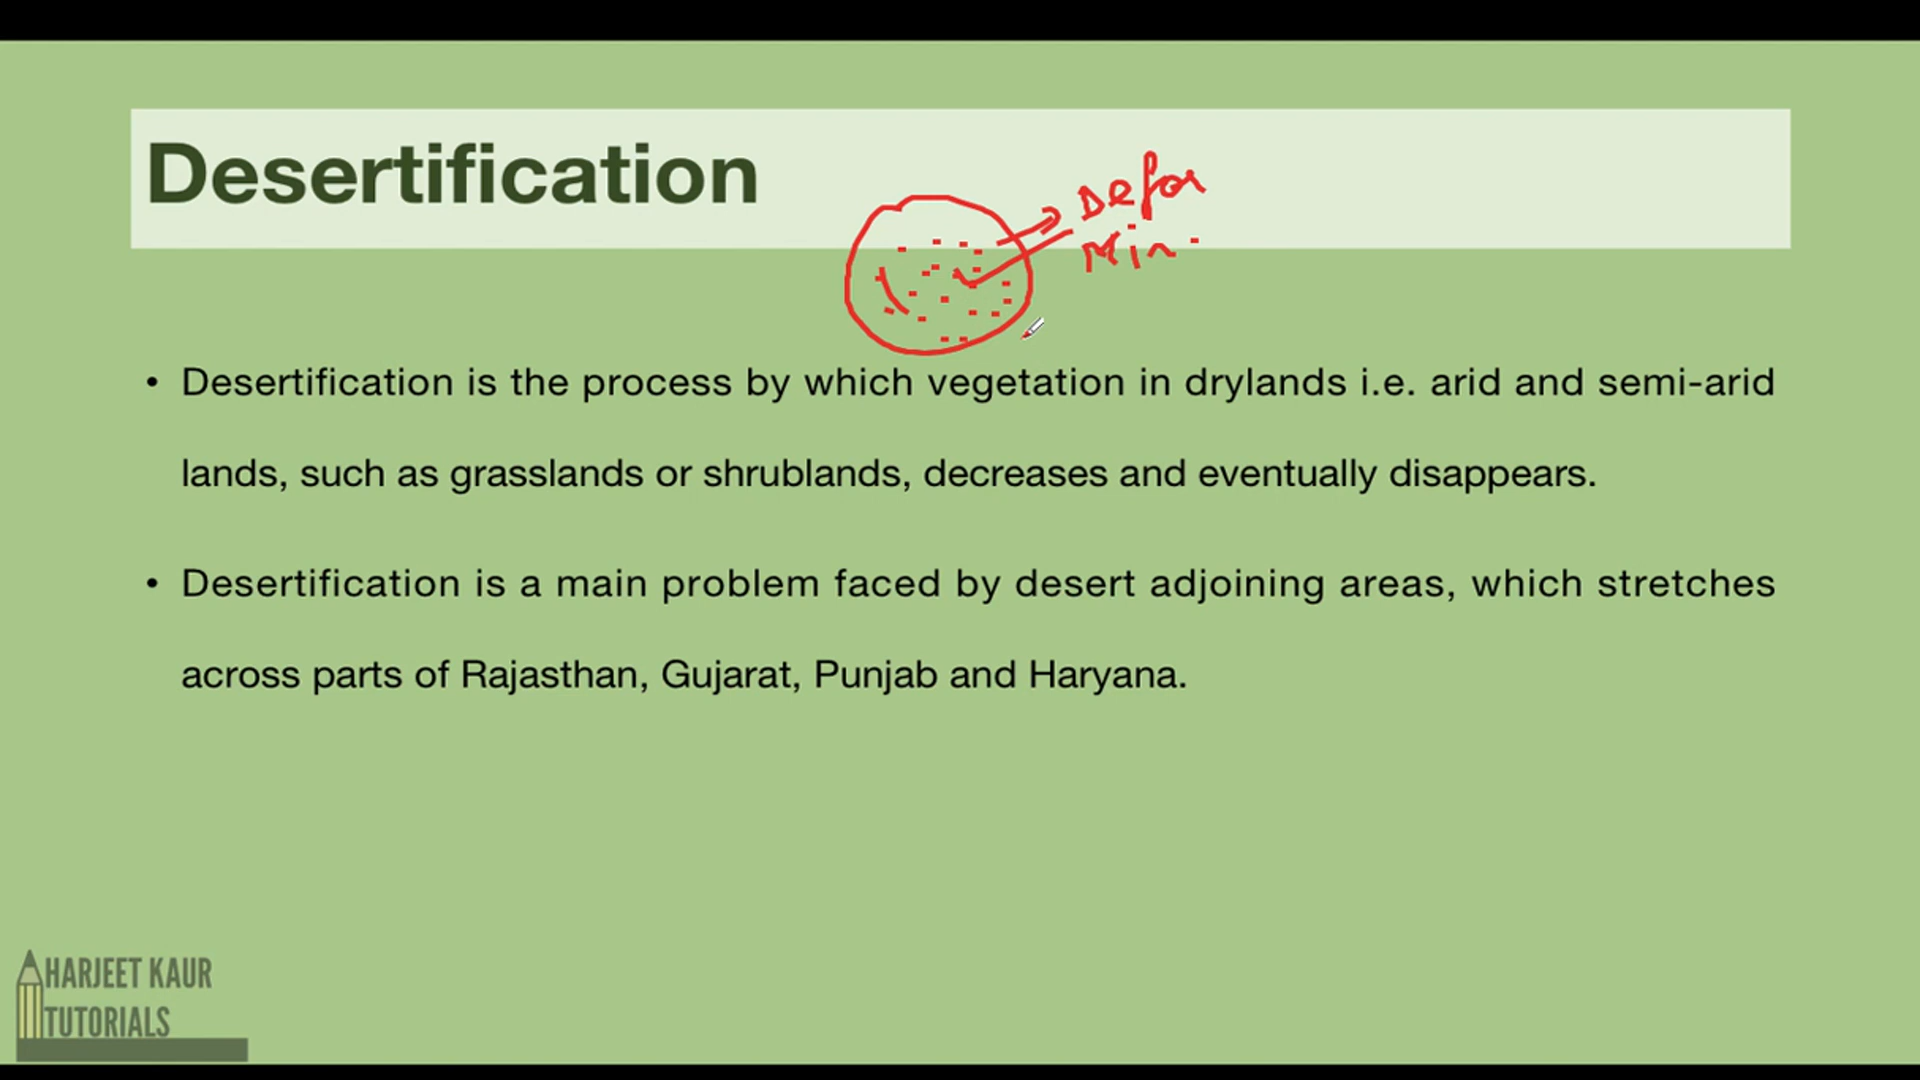 Desertification
Defor
Min.
• Desertification is the process by which vegetation in drylands i.e. arid and semi-arid
lands, such as grasslands or shrublands, decreases and eventually disappears.
• Desertification is a main problem faced by desert adjoining areas, which stretches
across parts of Rajasthan, Gujarat, Punjab and Haryana.
HARJEET KAUR
TUTORIALS